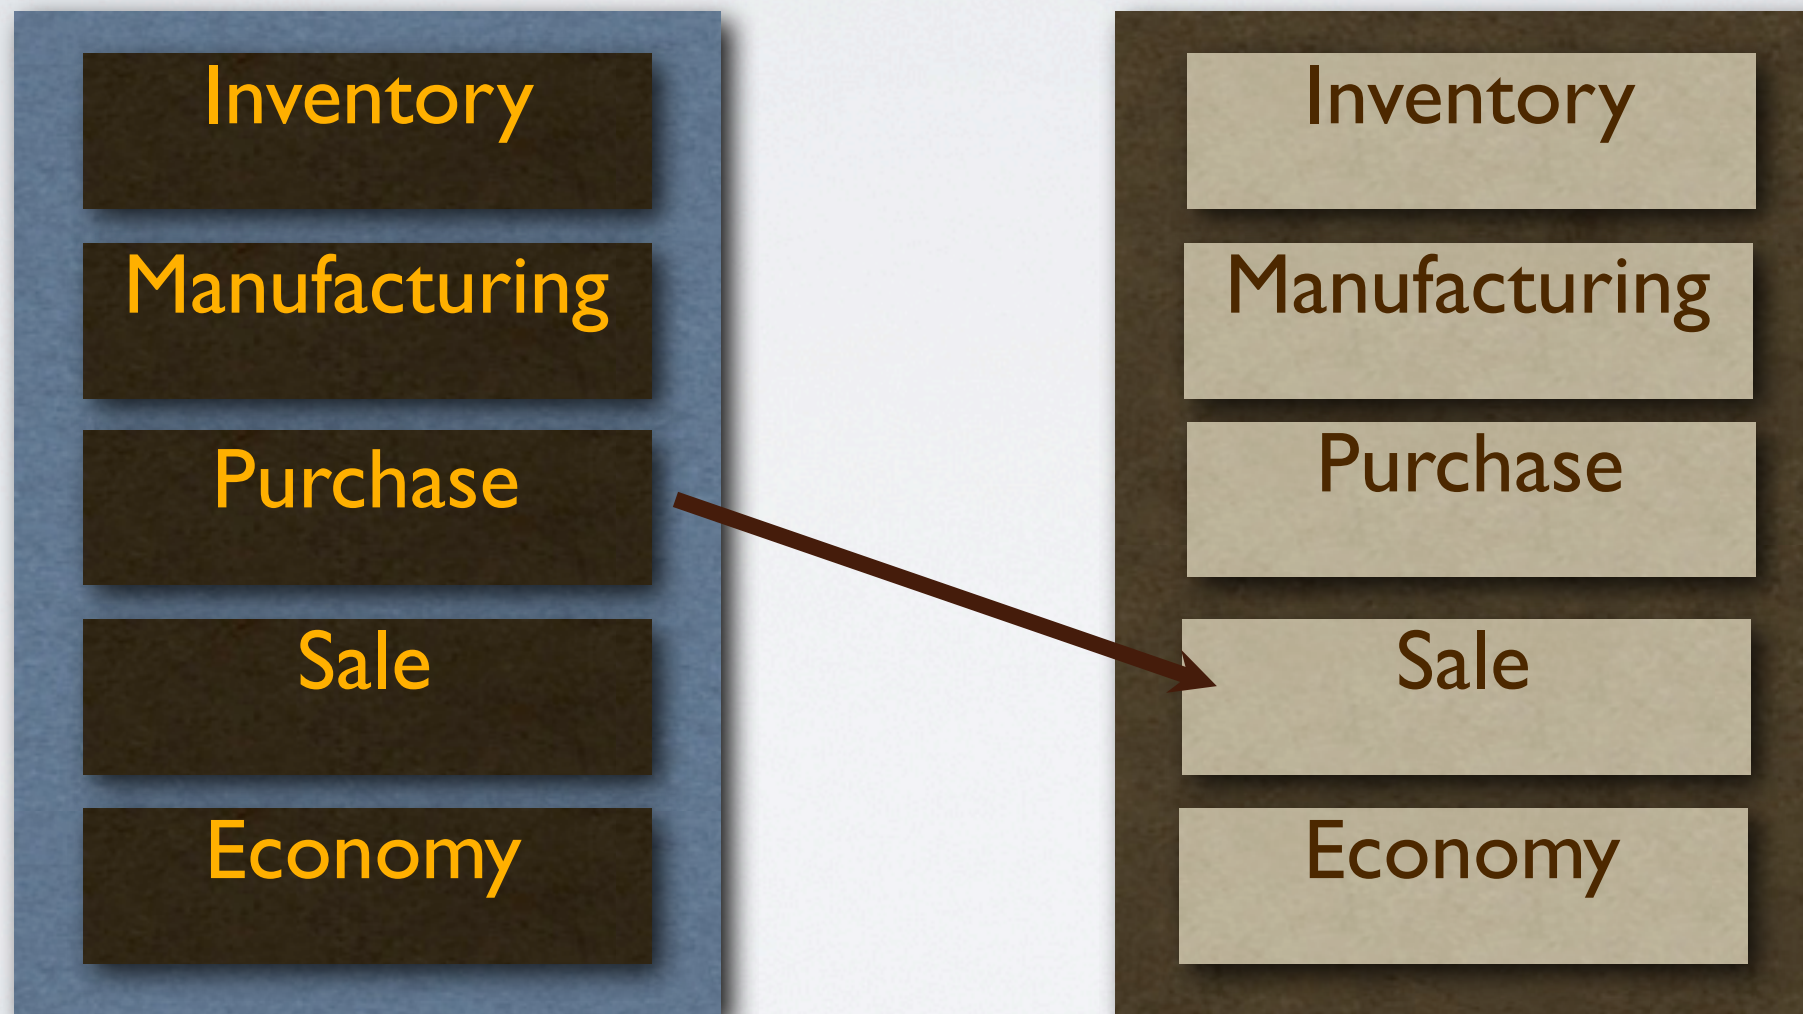 Inventory
Manufacturing
Purchase
Sale
Economy
Inventory
Manufacturing
Purchase
Sale
Economy